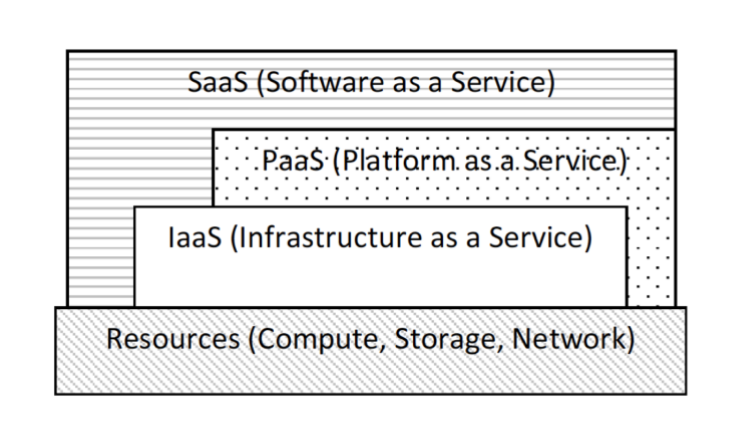 SaaS (Software as a Service)
PaaS (Platform as a Service)
IaaS (Infrastructure as a Service)
Resources (Compute, Storage, Network)